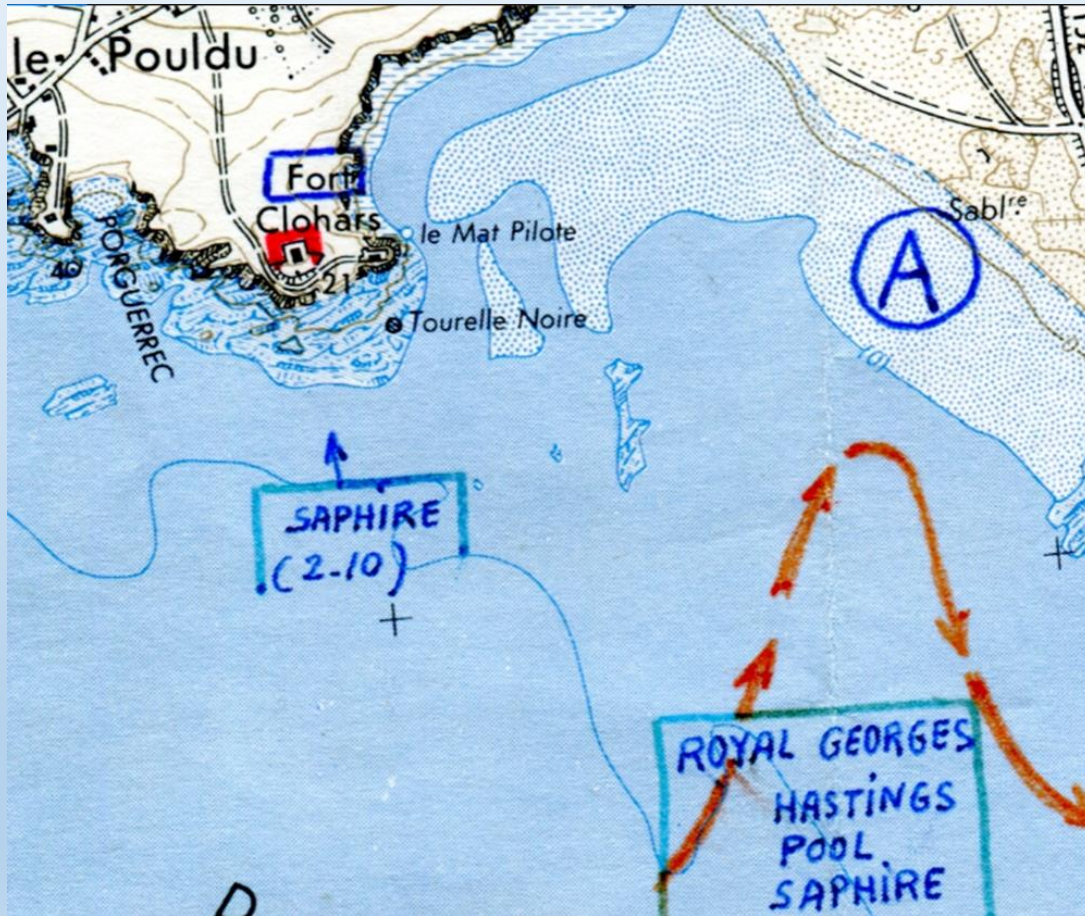 le Pouldu
Fort
Clohars
le Mat Pilote
21
40
PORGUERREC
Tourelle Noire
Sablre
A
SAPHIRE
(2-10)
ROYAL GEORGES
HASTINGS
POOL
SAPHIRE